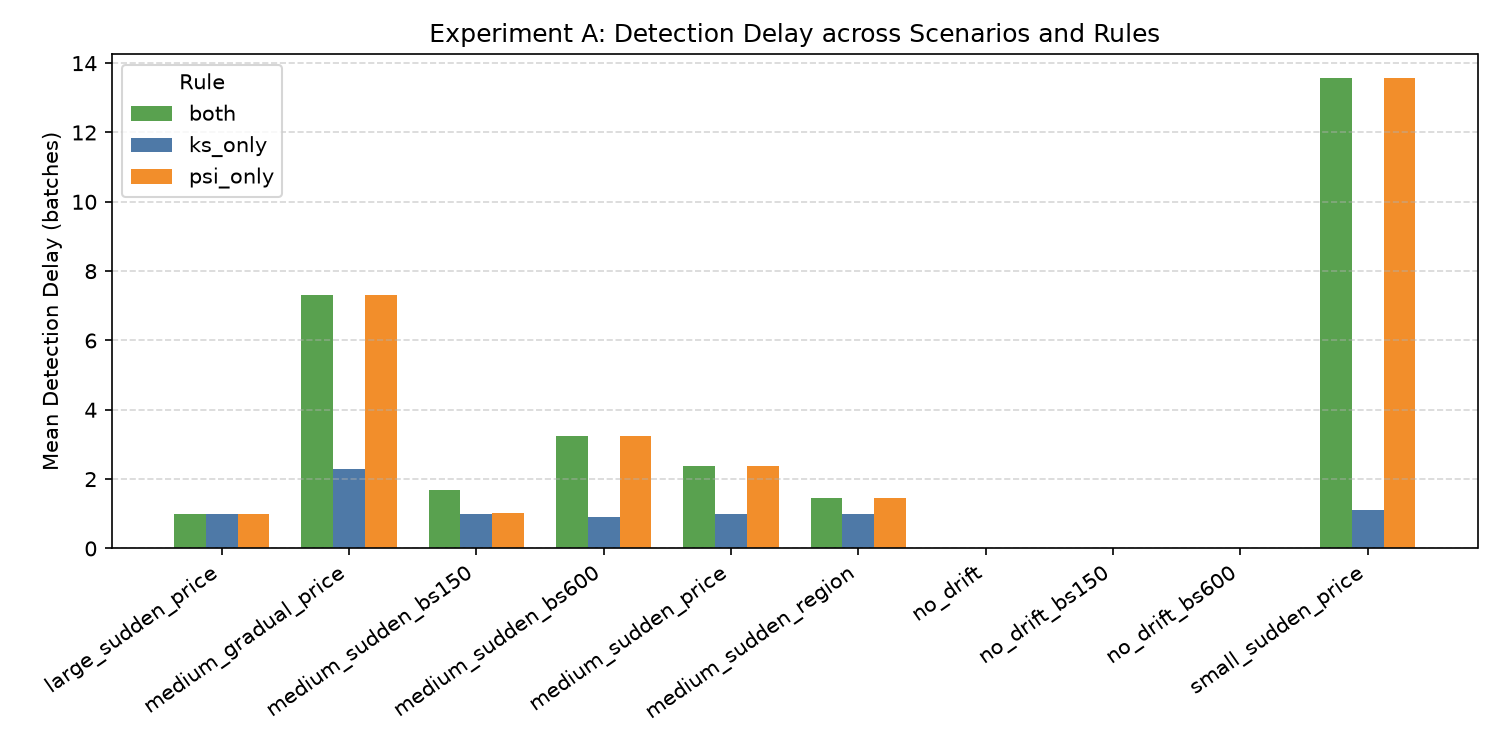 Experiment A: Detection Delay across Scenarios and Rules
Mean Detection Delay (batches)
14
12
10
8
6
4
2
0
Rule
both
ks_only
psi_only
large_sudden_price
medium_gradual_price
medium_sudden_bs150
medium_sudden_bs600
medium_sudden_price
medium_sudden_region
no_drift
no_drift_bs150
no_drift_bs600
small_sudden_price